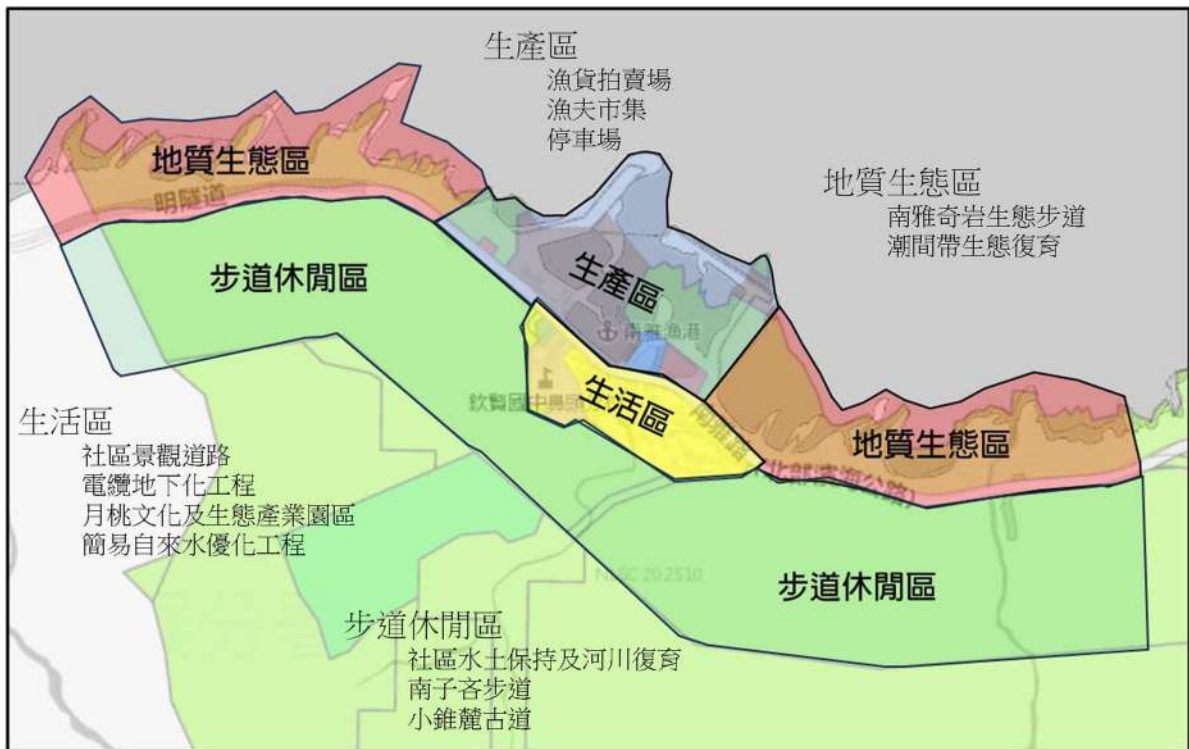 生產區
漁貨拍賣場
漁夫市集
停車場
地質生態區
明隧道
地質生態區
南雅奇岩生態步道
潮間帶生態復育
步道休閒區
生產區
南雅漁港
生活區
欽賢國中鼻頭
南雅路
地質生態區
(北部濱海公路)
生活區
社區景觀道路
電纜地下化工程
月桃文化及生態產業園區
簡易自來水優化工程
步道休閒區
步道休閒區
社區水土保持及河川復育
南子吝步道
小錐麓古道